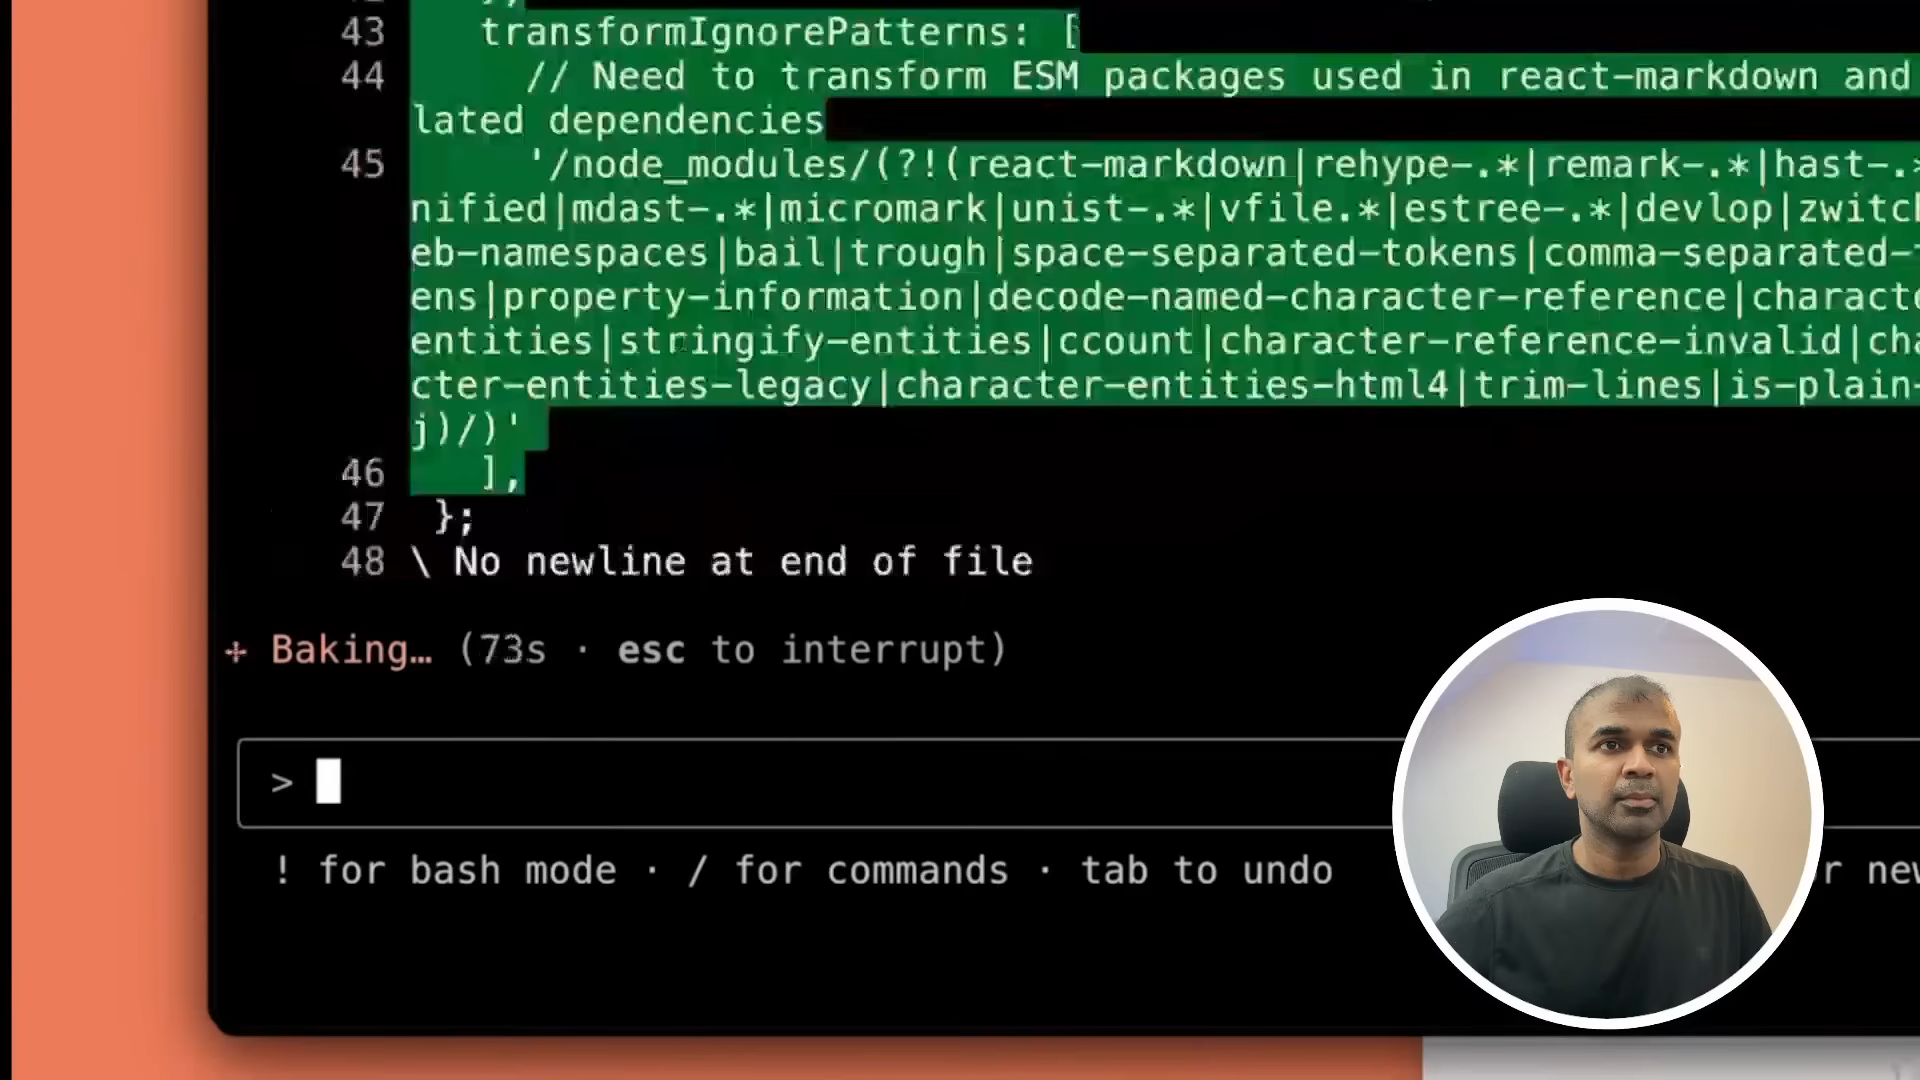 43 transformIgnorePatterns: [
44 // Need to transform ESM packages used in react-markdown and
lated dependencies
45 '/node_modules/(?!(react-markdown|rehype-.*|remark-.*|hast-.*
nified|mdast-.*|micromark|unist-.*|vfile.*|estree-.*|devlop|zwitch
eb-namespaces|bail|trough|space-separated-tokens|comma-separated-
ens|property-information|decode-named-character-reference|characte
entities|stringify-entities|ccount|character-reference-invalid|cha
cter-entities-legacy|character-entities-html4|trim-lines|is-plain-
j)/)'
46 ],
47 };
48 \ No newline at end of file
+ Baking… (73s · esc to interrupt)
>
! for bash mode · / for commands · tab to undo r new